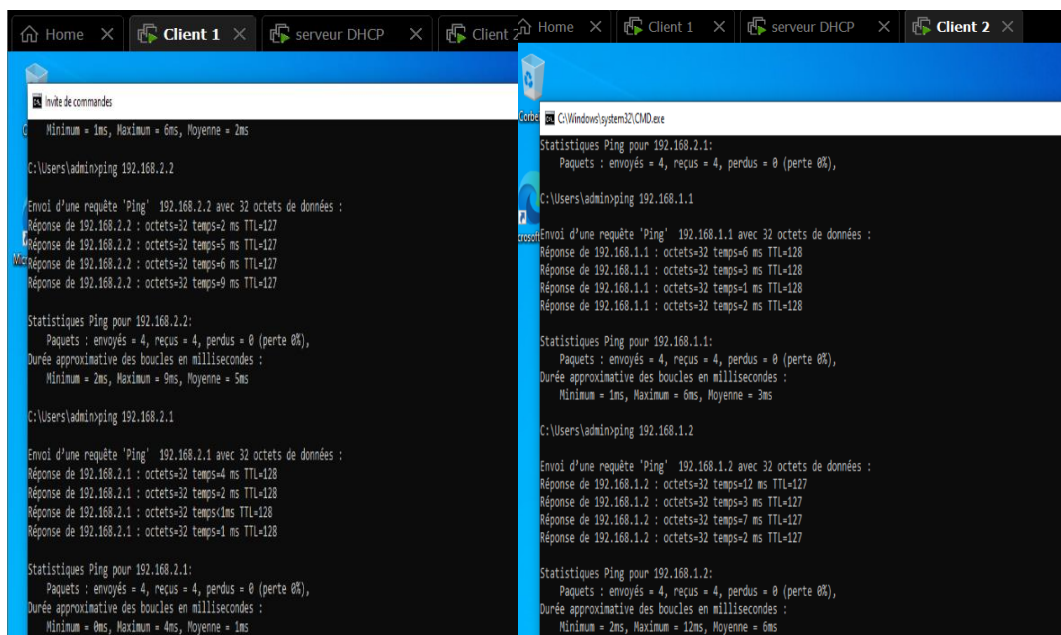 Home × Client 1 × serveur DHCP × Client 2
Invite de commandes
Minimum = 1ms, Maximum = 6ms, Moyenne = 2ms
C:\Users\admin>ping 192.168.2.2
Envoi d’une requête 'Ping'  192.168.2.2 avec 32 octets de données :
Réponse de 192.168.2.2 : octets=32 temps=2 ms TTL=127
Réponse de 192.168.2.2 : octets=32 temps=5 ms TTL=127
Réponse de 192.168.2.2 : octets=32 temps=6 ms TTL=127
Réponse de 192.168.2.2 : octets=32 temps=9 ms TTL=127
Statistiques Ping pour 192.168.2.2:
Paquets : envoyés = 4, reçus = 4, perdus = 0 (perte 0%),
Durée approximative des boucles en millisecondes :
Minimum = 2ms, Maximum = 9ms, Moyenne = 5ms
C:\Users\admin>ping 192.168.2.1
Envoi d’une requête 'Ping'  192.168.2.1 avec 32 octets de données :
Réponse de 192.168.2.1 : octets=32 temps=4 ms TTL=128
Réponse de 192.168.2.1 : octets=32 temps=2 ms TTL=128
Réponse de 192.168.2.1 : octets=32 temps<1ms TTL=128
Réponse de 192.168.2.1 : octets=32 temps=1 ms TTL=128
Statistiques Ping pour 192.168.2.1:
Paquets : envoyés = 4, reçus = 4, perdus = 0 (perte 0%),
Durée approximative des boucles en millisecondes :
Minimum = 0ms, Maximum = 4ms, Moyenne = 1ms
Home × Client 1 × serveur DHCP × Client 2 ×
C:\Windows\system32\CMD.exe
Statistiques Ping pour 192.168.2.1:
Paquets : envoyés = 4, reçus = 4, perdus = 0 (perte 0%),
C:\Users\admin>ping 192.168.1.1
Envoi d’une requête 'Ping'  192.168.1.1 avec 32 octets de données :
Réponse de 192.168.1.1 : octets=32 temps=6 ms TTL=128
Réponse de 192.168.1.1 : octets=32 temps=3 ms TTL=128
Réponse de 192.168.1.1 : octets=32 temps=1 ms TTL=128
Réponse de 192.168.1.1 : octets=32 temps=2 ms TTL=128
Statistiques Ping pour 192.168.1.1:
Paquets : envoyés = 4, reçus = 4, perdus = 0 (perte 0%),
Durée approximative des boucles en millisecondes :
Minimum = 1ms, Maximum = 6ms, Moyenne = 3ms
C:\Users\admin>ping 192.168.1.2
Envoi d’une requête 'Ping'  192.168.1.2 avec 32 octets de données :
Réponse de 192.168.1.2 : octets=32 temps=12 ms TTL=127
Réponse de 192.168.1.2 : octets=32 temps=3 ms TTL=127
Réponse de 192.168.1.2 : octets=32 temps=7 ms TTL=127
Réponse de 192.168.1.2 : octets=32 temps=2 ms TTL=127
Statistiques Ping pour 192.168.1.2:
Paquets : envoyés = 4, reçus = 4, perdus = 0 (perte 0%),
Durée approximative des boucles en millisecondes :
Minimum = 2ms, Maximum = 12ms, Moyenne = 6ms